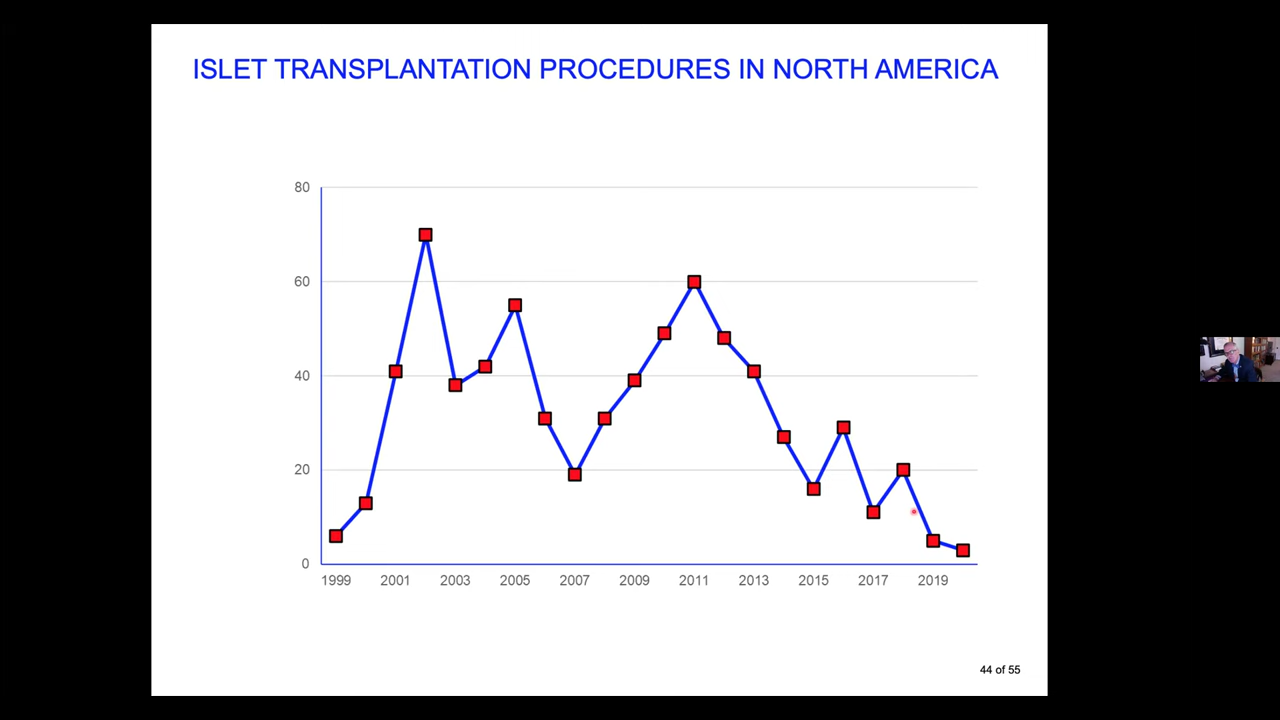 ISLET TRANSPLANTATION PROCEDURES IN NORTH AMERICA
80
60
40
20
0
1999 2001 2003 2005 2007 2009 2011 2013 2015 2017 2019
44 of 55